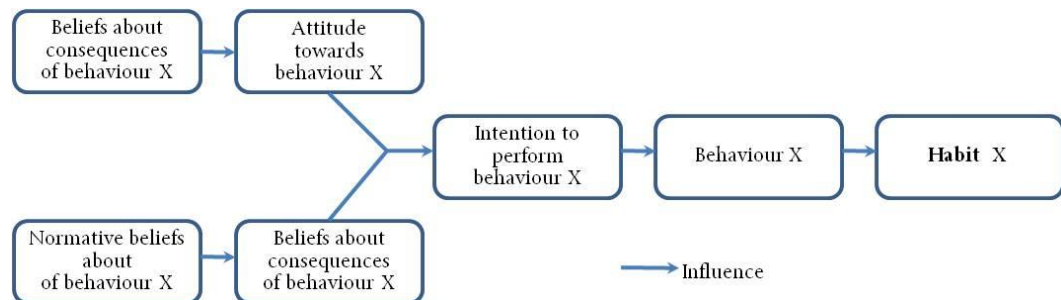 Beliefs about
consequences
of behaviour X
Attitude
towards
behaviour X
Intention to
perform
behaviour X
Behaviour X
Habit X
Normative beliefs
about
of behaviour X
Beliefs about
consequences
of behaviour X
Influence